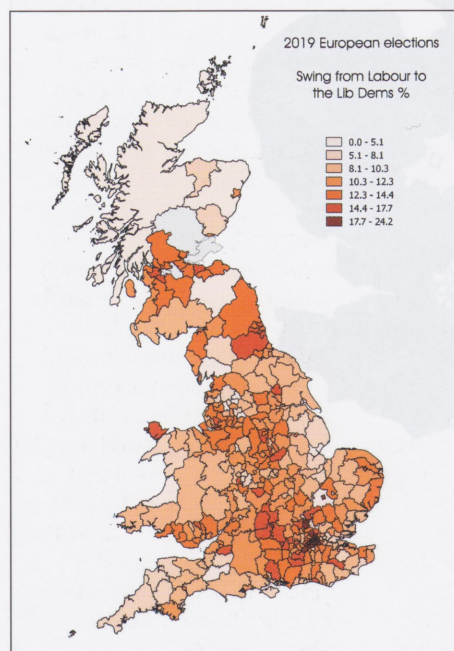 2019 European elections
Swing from Labour to
the Lib Dems %
0.0 - 5.1
5.1 - 8.1
8.1 - 10.3
10.3 - 12.3
12.3 - 14.4
14.4 - 17.7
17.7 - 24.2